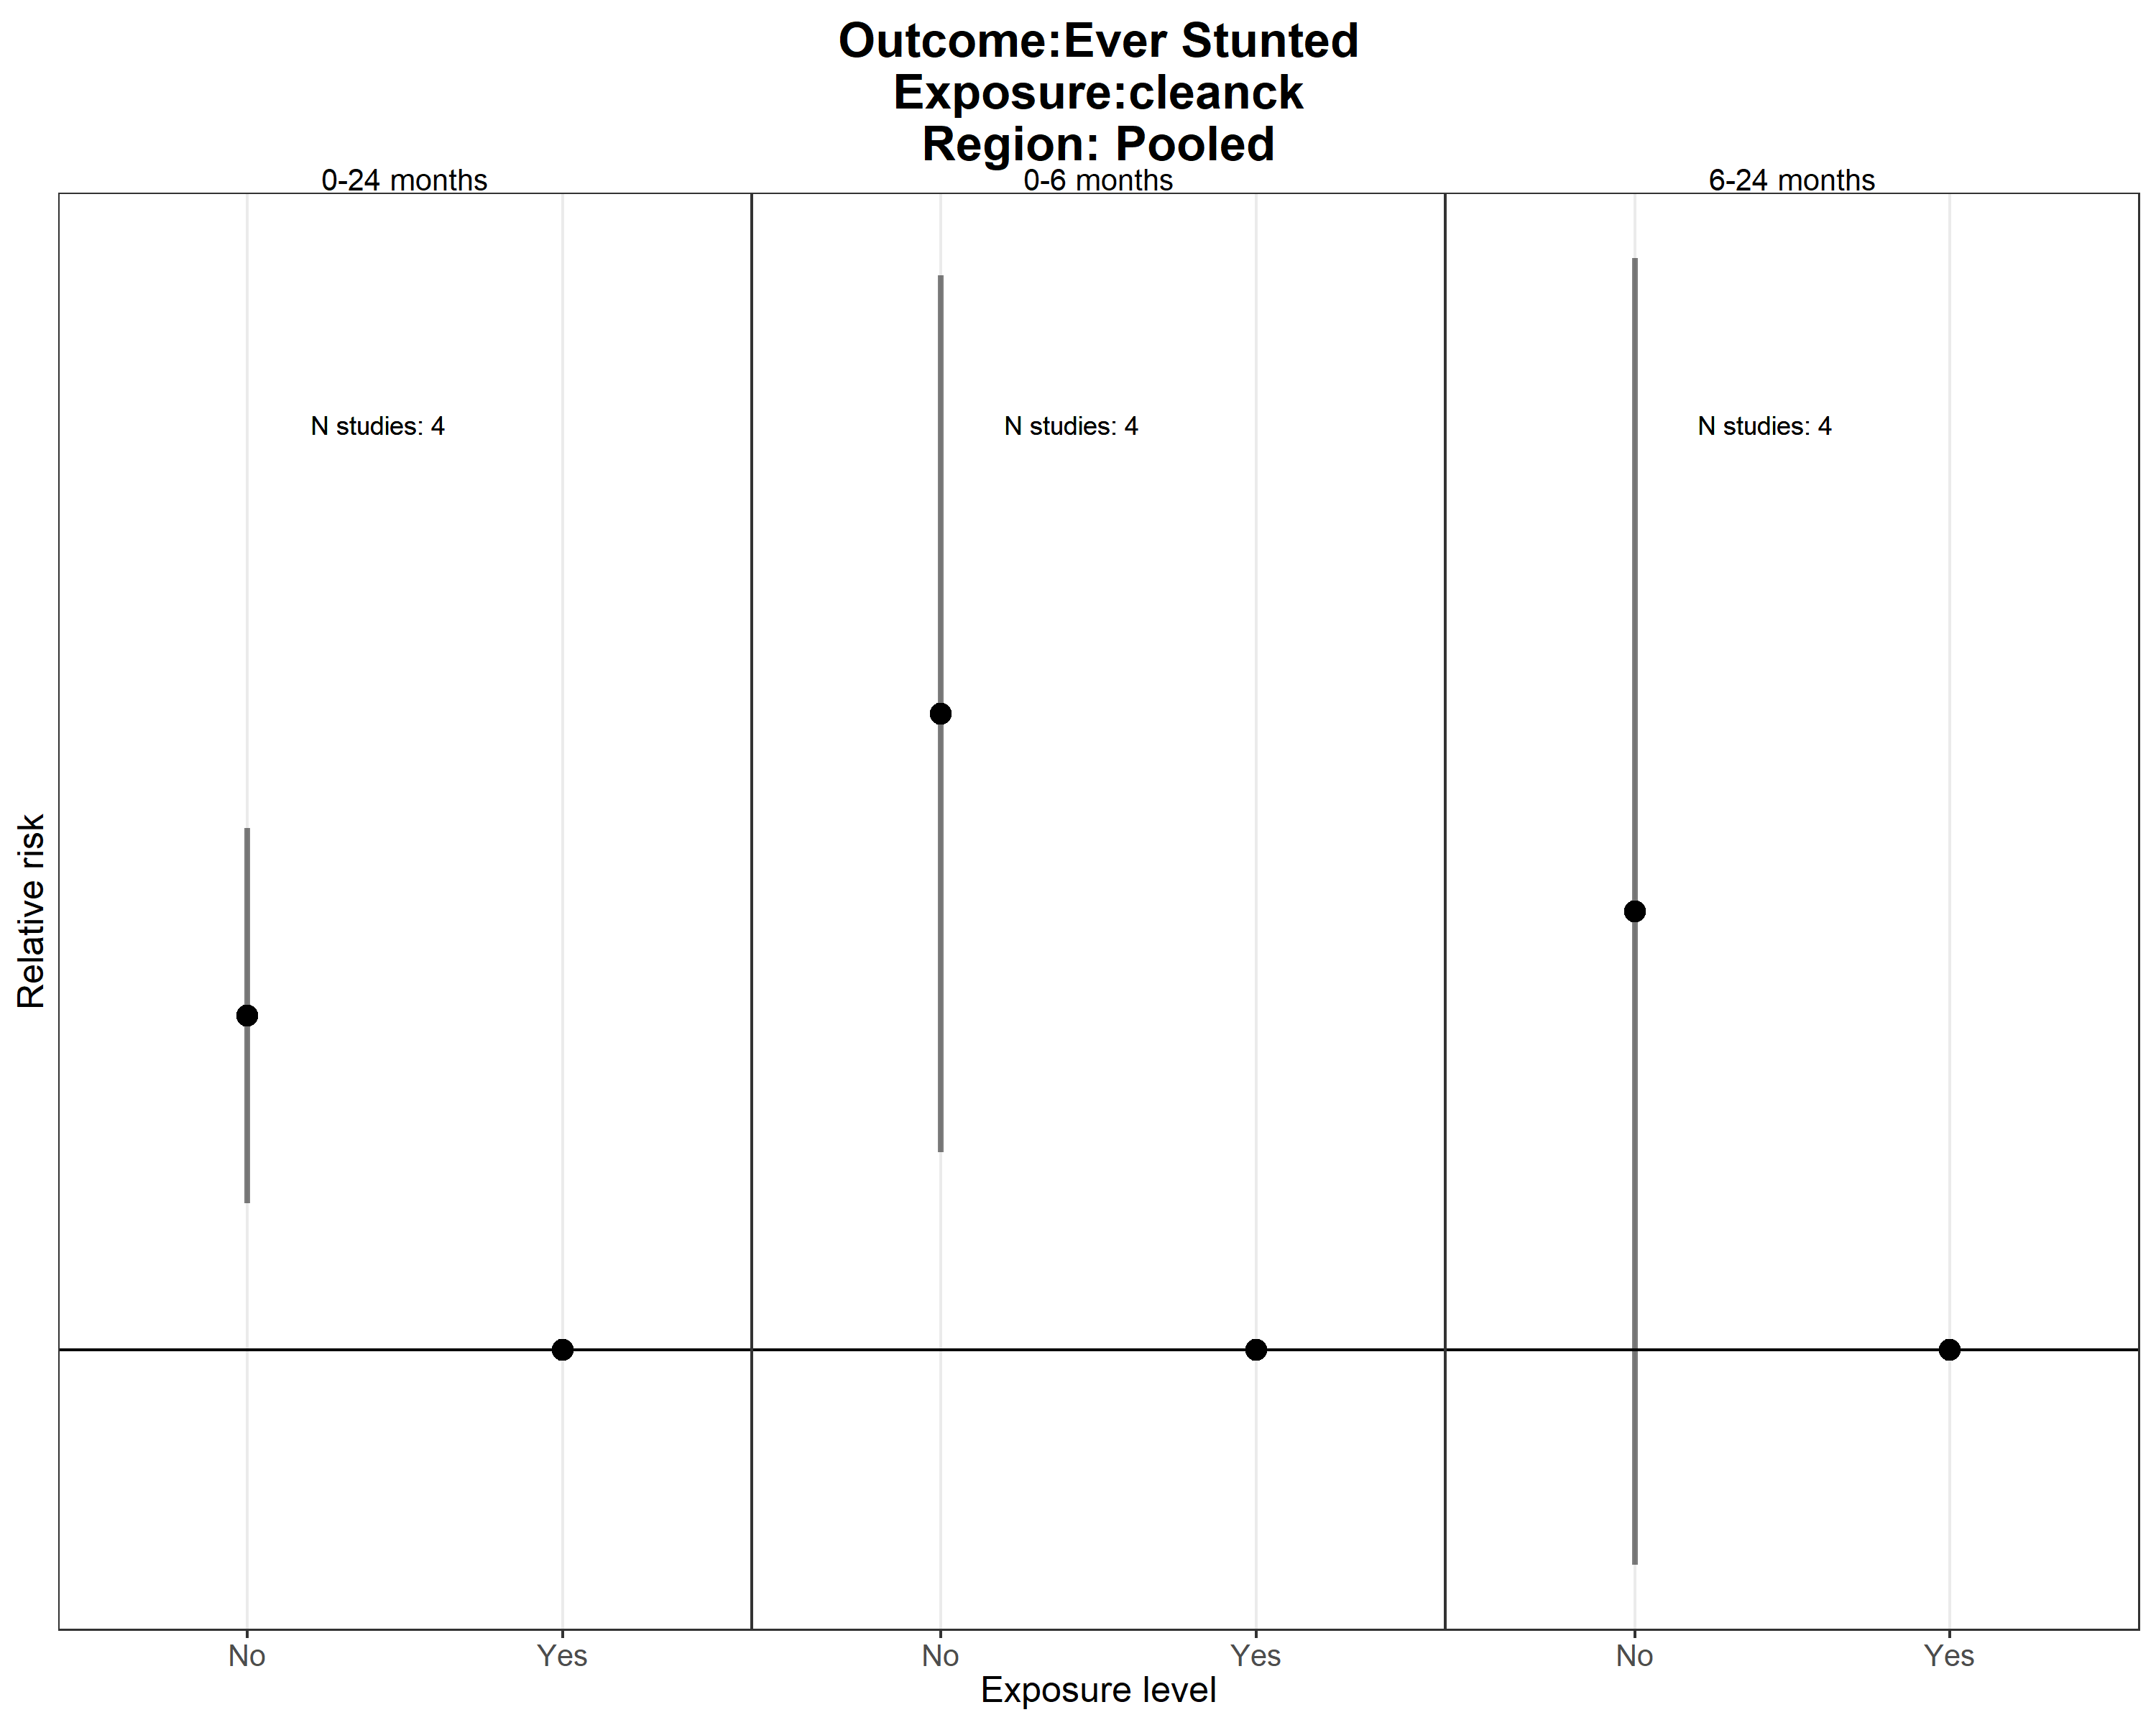 Outcome:Ever Stunted
Exposure:cleanck
Region: Pooled
0-24 months
0-6 months
6-24 months
N studies: 4
N studies: 4
N studies: 4
Relative risk
No
Yes
No
Yes
No
Yes
Exposure level